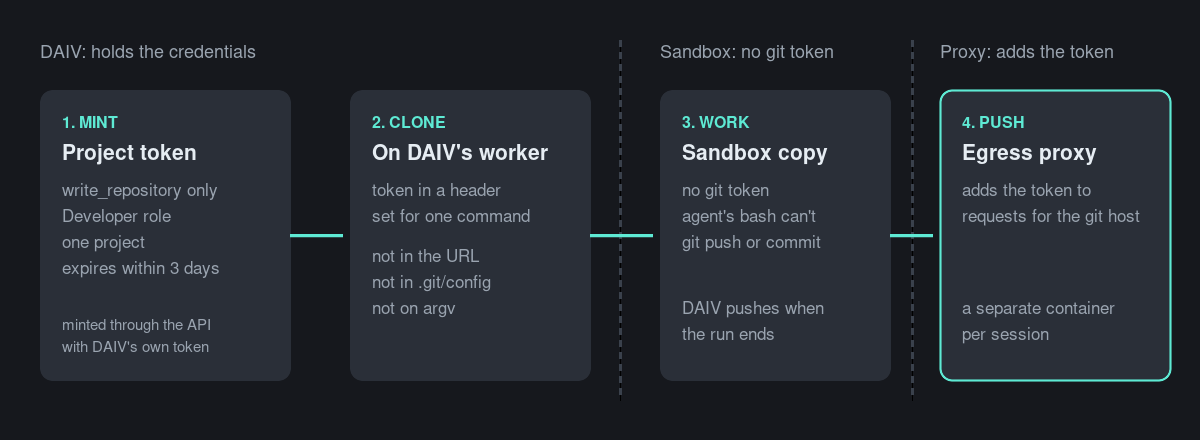 DAIV: holds the credentials
Sandbox: no git token
Proxy: adds the token
1. MINT
Project token
write_repository only
Developer role
one project
expires within 3 days
minted through the API
with DAIV's own token
2. CLONE
On DAIV's worker
token in a header
set for one command
not in the URL
not in .git/config
not on argv
3. WORK
Sandbox copy
no git token
agent's bash can't
git push or commit
DAIV pushes when
the run ends
4. PUSH
Egress proxy
adds the token to
requests for the git host
a separate container
per session